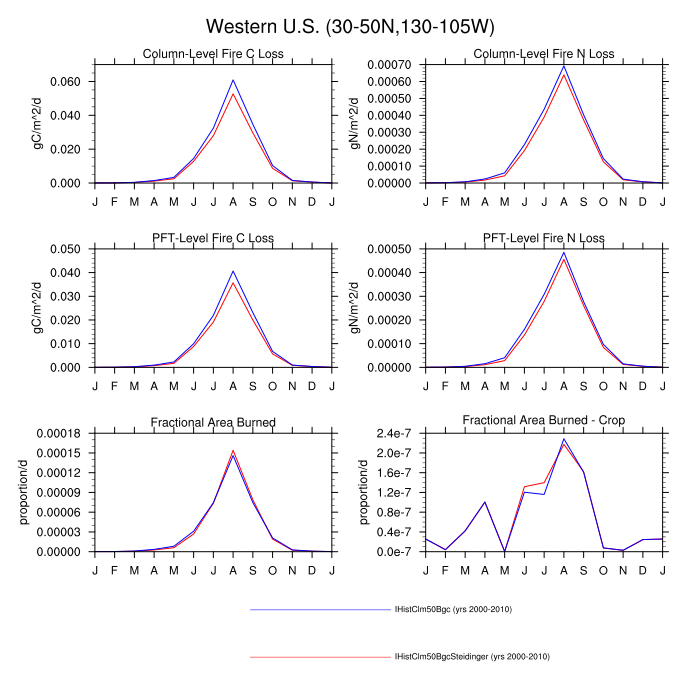 Western U.S. (30-50N,130-105W)
Column-Level Fire C Loss
gC/m^2/d
0.060
0.040
0.020
0.000
J F M A M J J A S O N D J
Column-Level Fire N Loss
gN/m^2/d
0.00070
0.00060
0.00050
0.00040
0.00030
0.00020
0.00010
0.00000
J F M A M J J A S O N D J
PFT-Level Fire C Loss
gC/m^2/d
0.050
0.040
0.030
0.020
0.010
0.000
J F M A M J J A S O N D J
PFT-Level Fire N Loss
gN/m^2/d
0.00050
0.00040
0.00030
0.00020
0.00010
0.00000
J F M A M J J A S O N D J
Fractional Area Burned
proportion/d
0.00018
0.00015
0.00012
0.00009
0.00006
0.00003
0.00000
J F M A M J J A S O N D J
Fractional Area Burned - Crop
proportion/d
2.4e-7
2.0e-7
1.6e-7
1.2e-7
0.8e-7
0.4e-7
0.0e-7
J F M A M J J A S O N D J
IHistClm50Bgc (yrs 2000-2010)
IHistClm50BgcSteidinger (yrs 2000-2010)